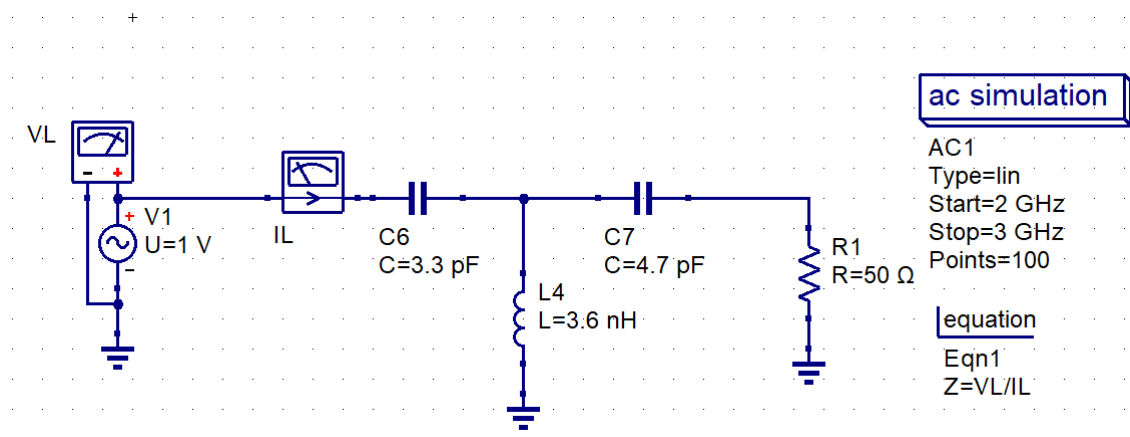 VL
- +
+
V1
U=1 V
-
IL
C6
C=3.3 pF
C7
C=4.7 pF
L4
L=3.6 nH
R1
R=50 Ω
ac simulation
AC1
Type=lin
Start=2 GHz
Stop=3 GHz
Points=100
equation
Eqn1
Z=VL/IL